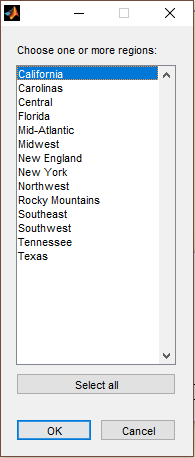 Choose one or more regions:
California
Carolinas
Central
Florida
Mid-Atlantic
Midwest
New England
New York
Northwest
Rocky Mountains
Southeast
Southwest
Tennessee
Texas
Select all
OK Cancel